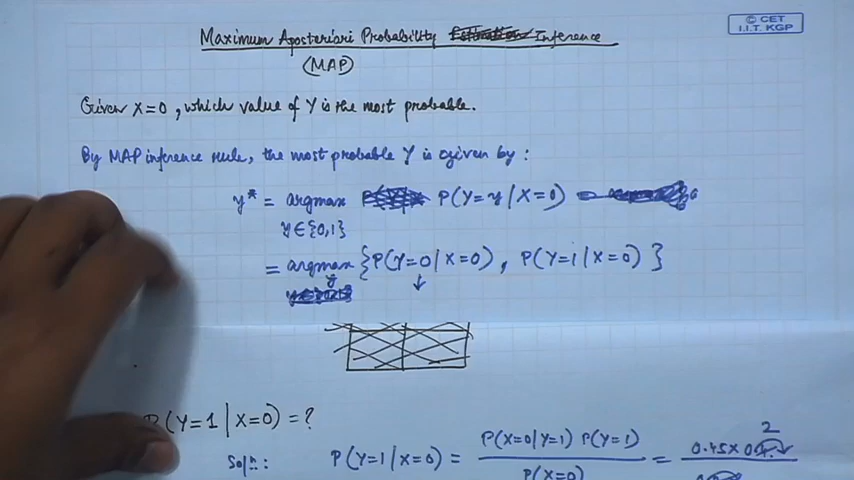 © CET
I.I.T. KGP
Maximum Aposteriori Probability Inference
(MAP)
Given X=0, which value of Y is the most probable.
By MAP inference rule, the most probable Y is given by:
y* = argmax P(Y=y | X=0)
y∈{0,1}
= argmax {P(Y=0 | X=0), P(Y=1 | X=0)}
y
P(Y=1 | X=0) = ?
Solⁿ: P(Y=1 | X=0) = P(X=0 | Y=1) P(Y=1) / P(X=0) = 0.45×
2